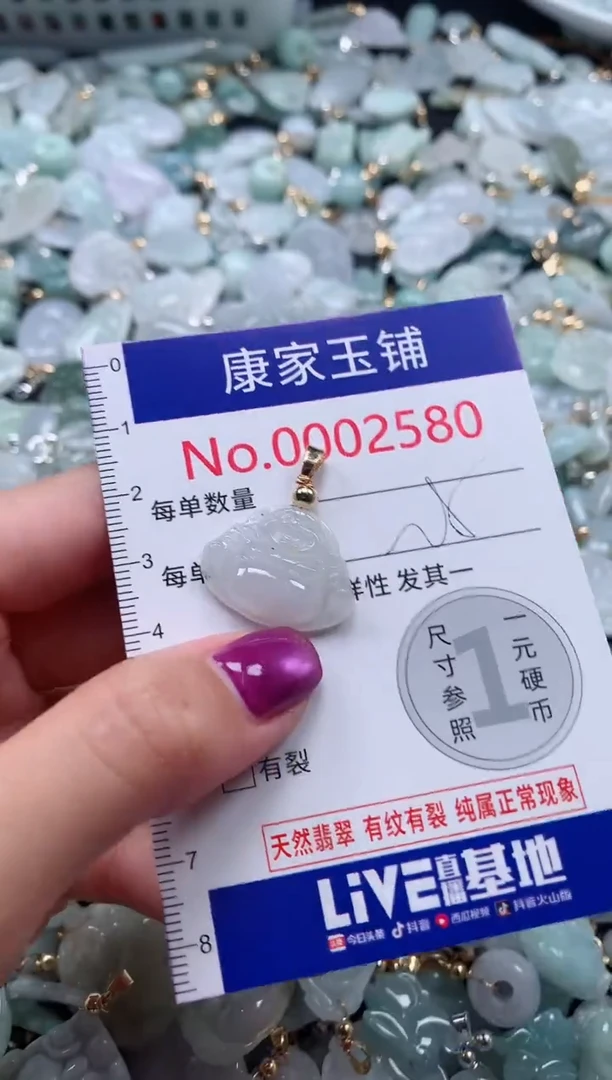 康家玉铺
No.0002580
0
1
2
3
4
7
8
每单数量
每单
样性 发其一
尺寸参照
1
一元硬币
有裂
天然翡翠 有纹有裂 纯属正常现象
LiVE直播基地
今日头条 抖音 西瓜视频 抖音火山版